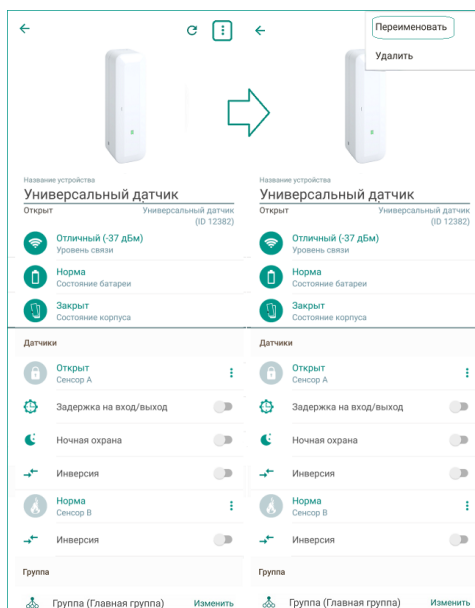 Название устройства
Универсальный датчик
Открыт
Универсальный датчик
(ID 12382)
Отличный (-37 дБм)
Уровень связи
Норма
Состояние батареи
Закрыт
Состояние корпуса
Датчики
Открыт
Сенсор А
Задержка на вход/выход
Ночная охрана
Инверсия
Норма
Сенсор В
Инверсия
Группа
Группа (Главная группа)
Изменить
Переименовать
Удалить
Название устройства
Универсальный датчик
Открыт
Универсальный датчик
(ID 12382)
Отличный (-37 дБм)
Уровень связи
Норма
Состояние батареи
Закрыт
Состояние корпуса
Датчики
Открыт
Сенсор А
Задержка на вход/выход
Ночная охрана
Инверсия
Норма
Сенсор В
Инверсия
Группа
Группа (Главная группа)
Изменить